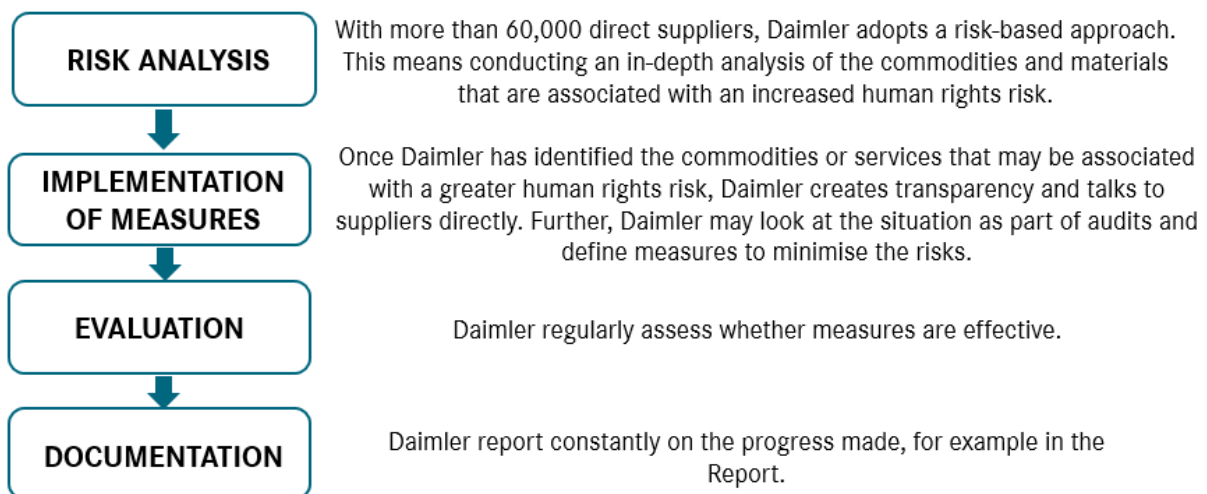 RISK ANALYSIS
With more than 60,000 direct suppliers, Daimler adopts a risk-based approach.
This means conducting an in-depth analysis of the commodities and materials
that are associated with an increased human rights risk.
IMPLEMENTATION
OF MEASURES
Once Daimler has identified the commodities or services that may be associated
with a greater human rights risk, Daimler creates transparency and talks to
suppliers directly. Further, Daimler may look at the situation as part of audits and
define measures to minimise the risks.
EVALUATION
Daimler regularly assess whether measures are effective.
DOCUMENTATION
Daimler report constantly on the progress made, for example in the
Report.